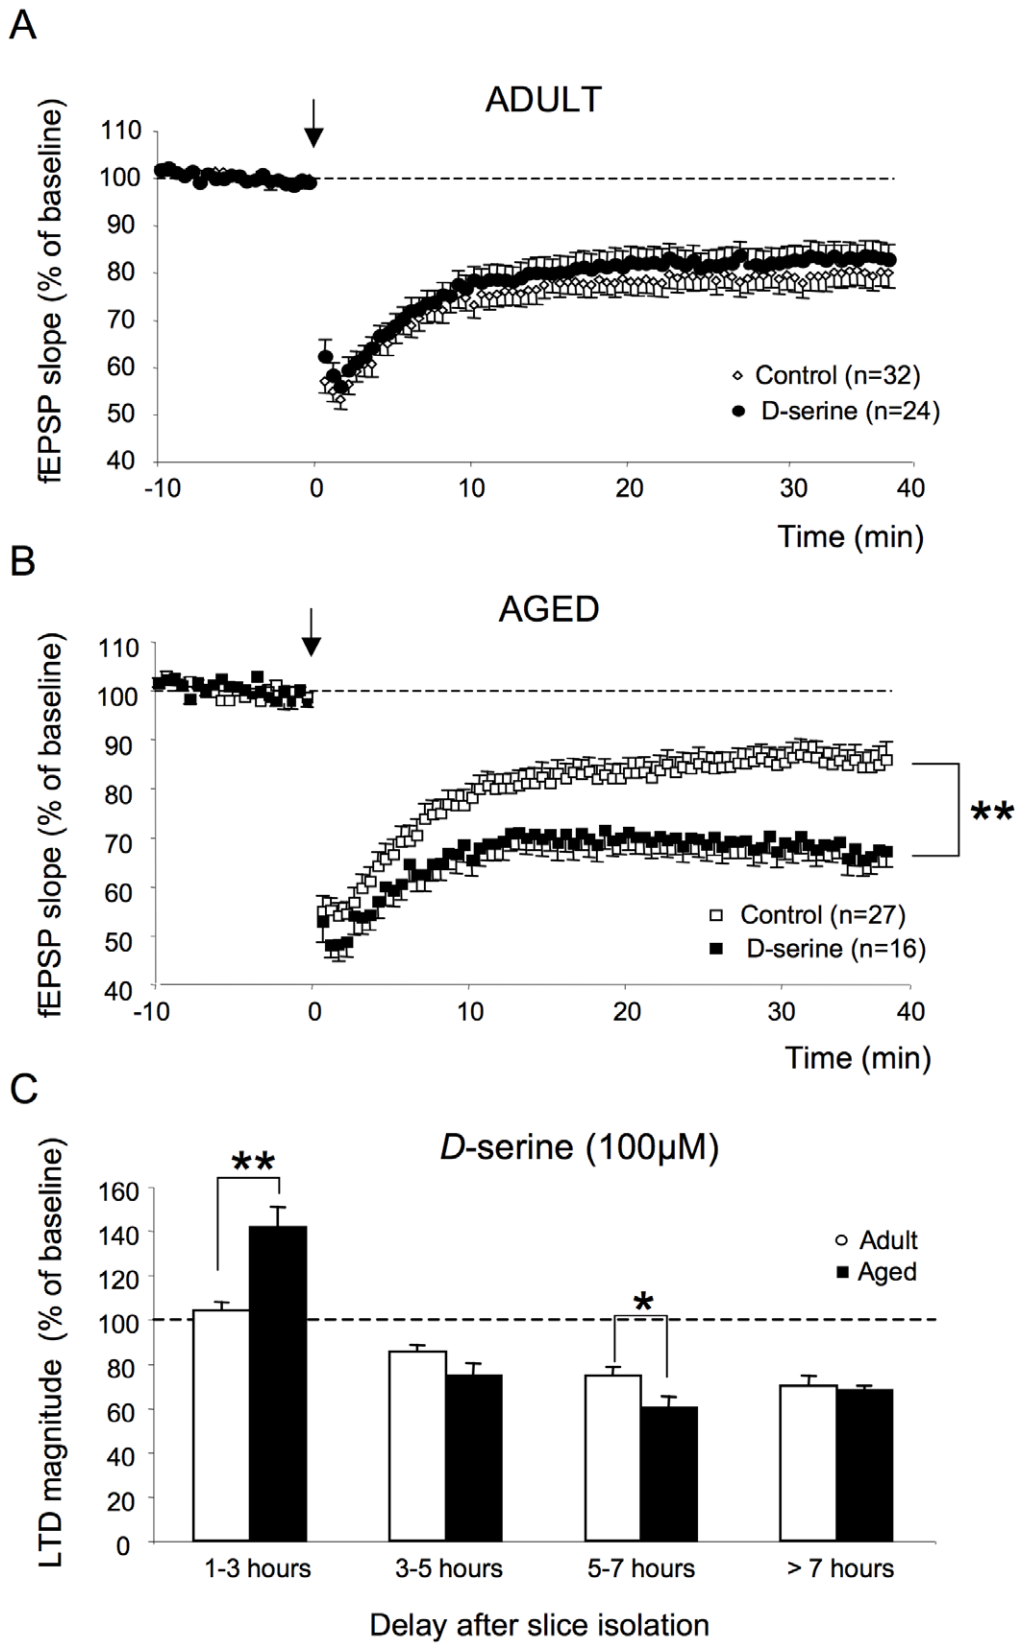 A
ADULT
fEPSP slope (% of baseline)
110
100
90
80
70
60
50
40
Control (n=32)
D-serine (n=24)
-10 0 10 20 30 40
Time (min)
B
AGED
fEPSP slope (% of baseline)
110
100
90
80
70
60
50
40
**
Control (n=27)
D-serine (n=16)
-10 0 10 20 30 40
Time (min)
C
D-serine (100µM)
LTD magnitude (% of baseline)
160
140
120
100
80
60
40
20
0
**
*
Adult
Aged
1-3 hours 3-5 hours 5-7 hours > 7 hours
Delay after slice isolation